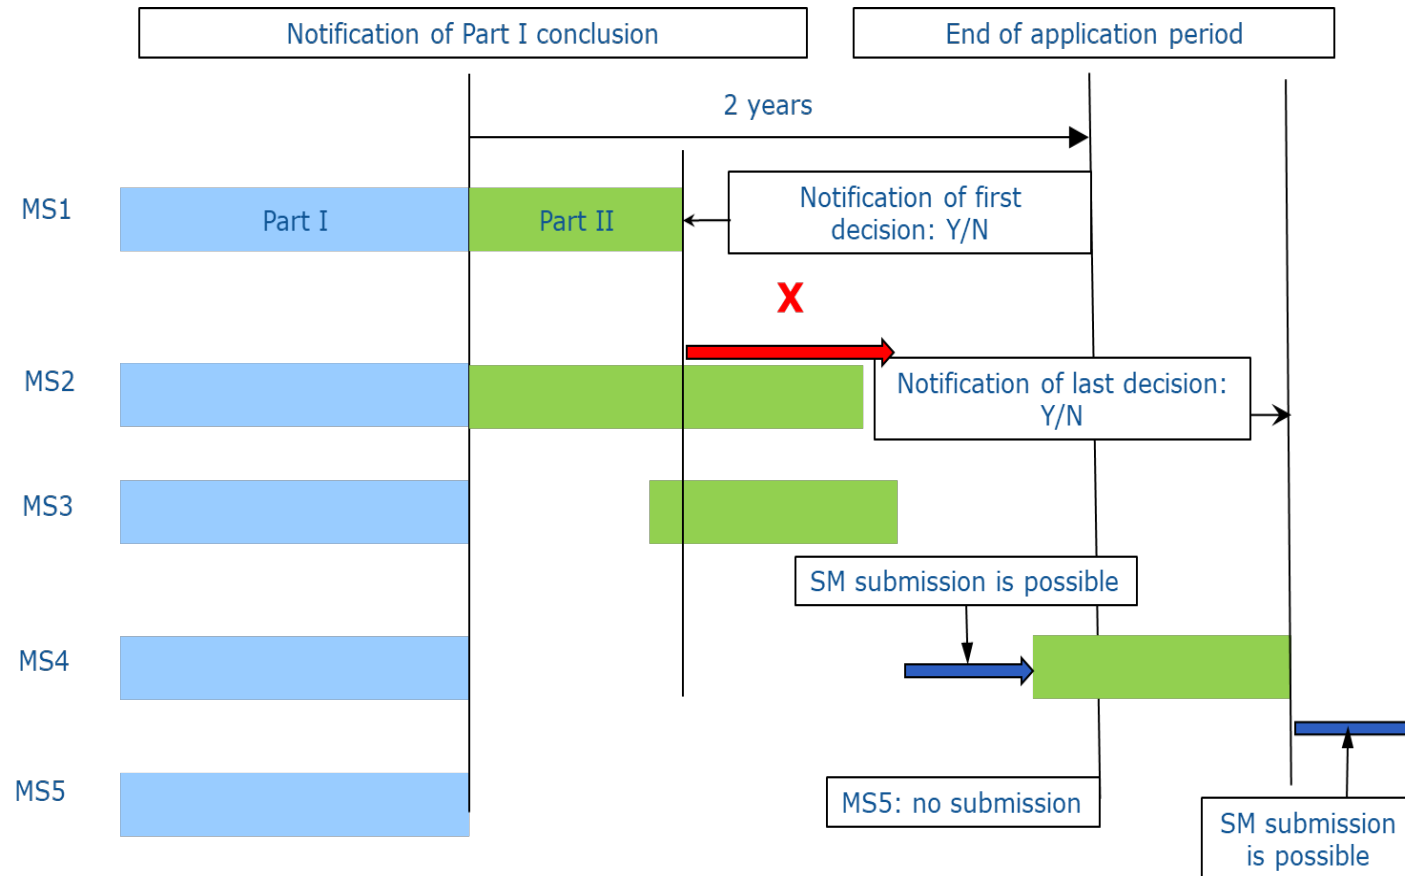 Notification of Part I conclusion
End of application period
2 years
MS1
Part I
Part II
Notification of first
decision: Y/N
X
MS2
Notification of last decision:
Y/N
MS3
SM submission is possible
MS4
MS5
MS5: no submission
SM submission
is possible